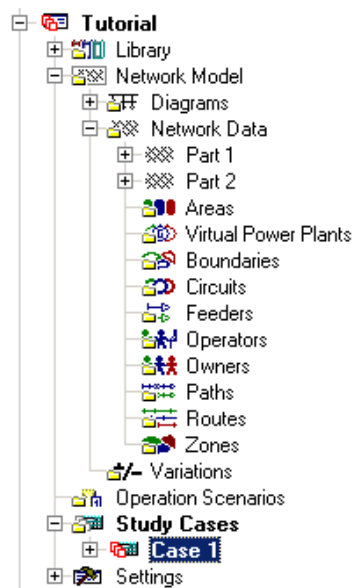 Tutorial
Library
Network Model
Diagrams
Network Data
Part 1
Part 2
Areas
Virtual Power Plants
Boundaries
Circuits
Feeders
Operators
Owners
Paths
Routes
Zones
Variations
Operation Scenarios
Study Cases
Case 1
Settings